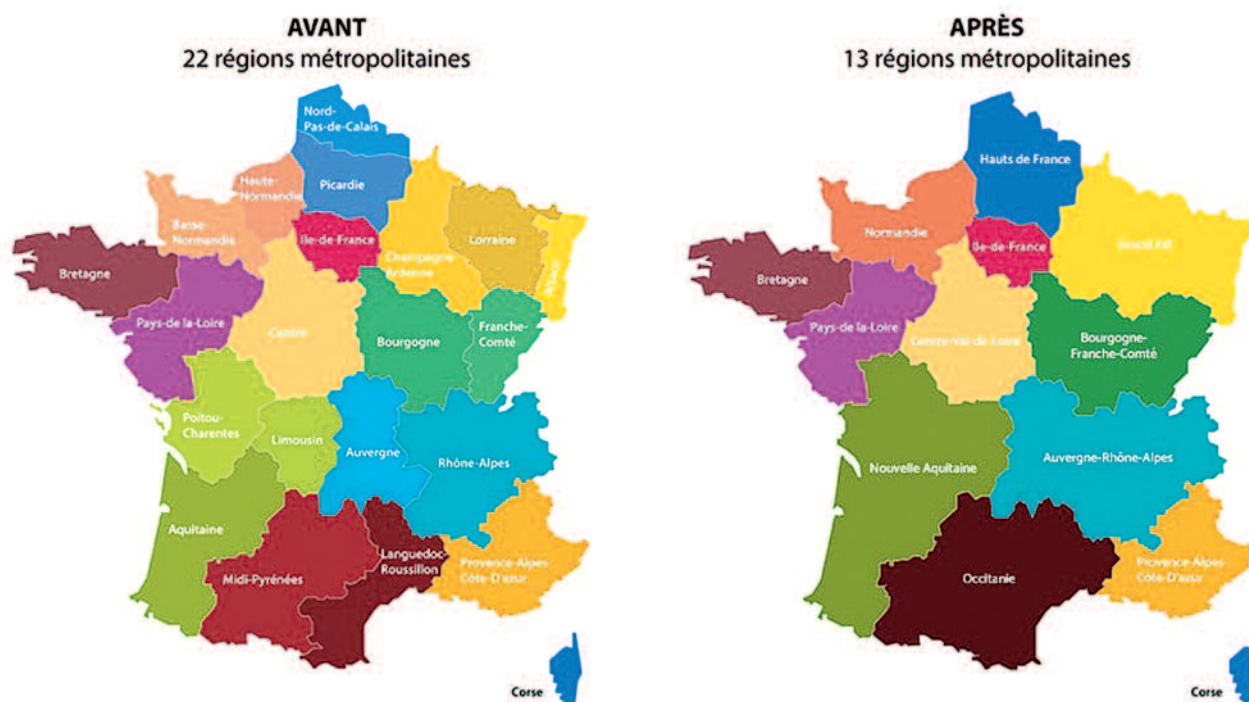 AVANT
22 régions métropolitaines
Nord-
Pas-de-Calais
Haute-
Normandie
Picardie
Basse-
Normandie
Ile-de-France
Champagne
Ardenne
Lorraine
Alsace
Bretagne
Pays-de la-Loire
Centre
Bourgogne
Franche-
Comté
Poitou-
Charentes
Limousin
Auvergne
Rhône-Alpes
Aquitaine
Midi-Pyrénées
Languedoc-
Roussillon
Provence-Alpes-
Côte-D'azur
Corse
APRÈS
13 régions métropolitaines
Hauts de France
Normandie
Ile-de-France
Grand Est
Bretagne
Pays-de la-Loire
Centre-Val-de-Loire
Bourgogne-
Franche-Comté
Nouvelle Aquitaine
Auvergne-Rhône-Alpes
Occitanie
Provence-Alpes-
Côte-D'azur
Corse